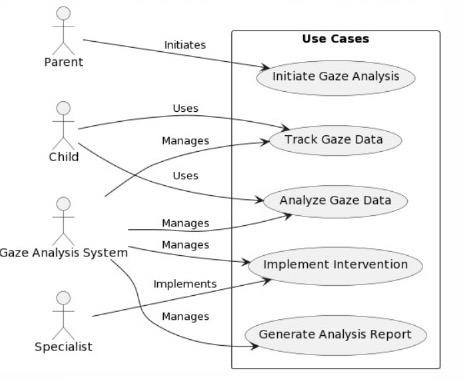 Use Cases
Initiates
Parent
Initiate Gaze Analysis
Uses
Track Gaze Data
Manages
Child
Uses
Analyze Gaze Data
Manages
Manages
Gaze Analysis System
Implement Intervention
Implements
Manages
Specialist
Generate Analysis Report